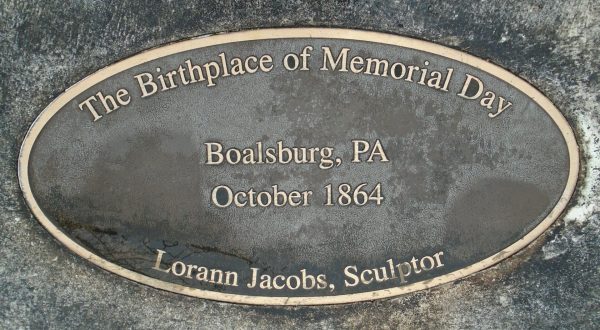 The Birthplace of Memorial Day
Boalsburg, PA
October 1864
Lorann Jacobs, Sculptor